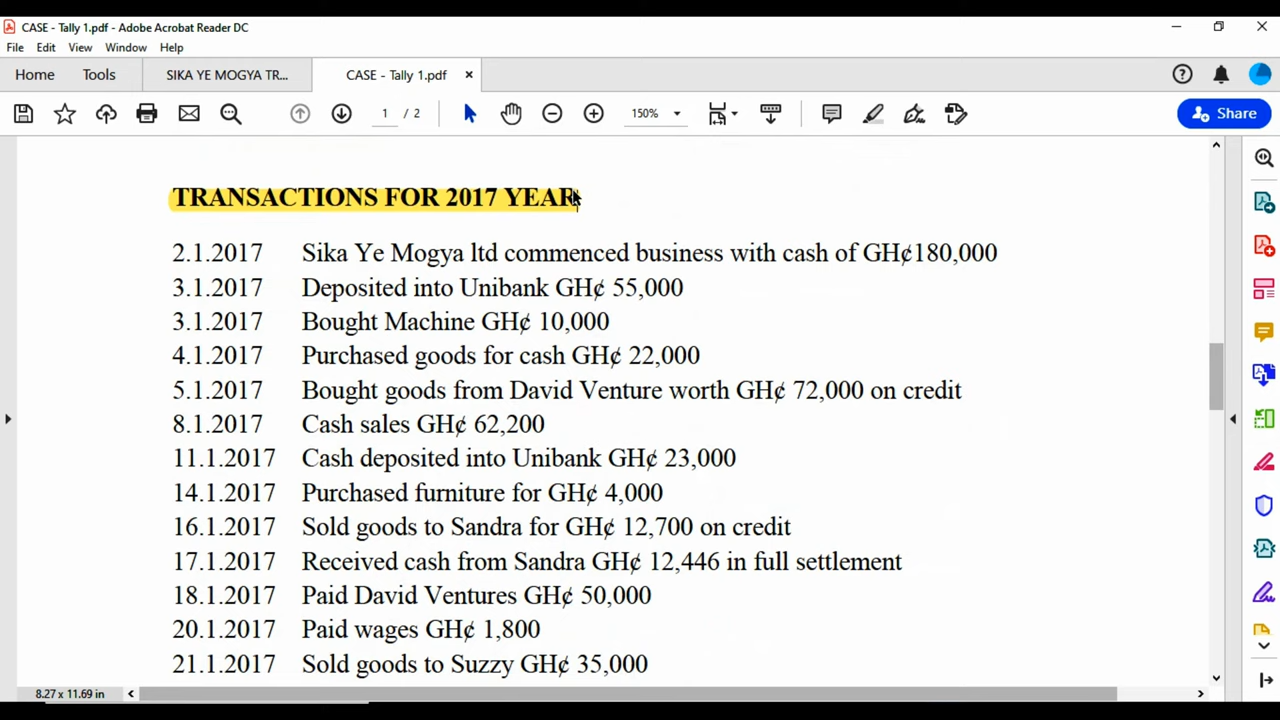 CASE - Tally 1.pdf - Adobe Acrobat Reader DC
File Edit View Window Help
Home Tools SIKA YE MOGYA TR... CASE - Tally 1.pdf ×
1 / 2 150% Share
TRANSACTIONS FOR 2017 YEAR
2.1.2017 Sika Ye Mogya ltd commenced business with cash of GH¢180,000
3.1.2017 Deposited into Unibank GH¢ 55,000
3.1.2017 Bought Machine GH¢ 10,000
4.1.2017 Purchased goods for cash GH¢ 22,000
5.1.2017 Bought goods from David Venture worth GH¢ 72,000 on credit
8.1.2017 Cash sales GH¢ 62,200
11.1.2017 Cash deposited into Unibank GH¢ 23,000
14.1.2017 Purchased furniture for GH¢ 4,000
16.1.2017 Sold goods to Sandra for GH¢ 12,700 on credit
17.1.2017 Received cash from Sandra GH¢ 12,446 in full settlement
18.1.2017 Paid David Ventures GH¢ 50,000
20.1.2017 Paid wages GH¢ 1,800
21.1.2017 Sold goods to Suzzy GH¢ 35,000
8.27 x 11.69 in